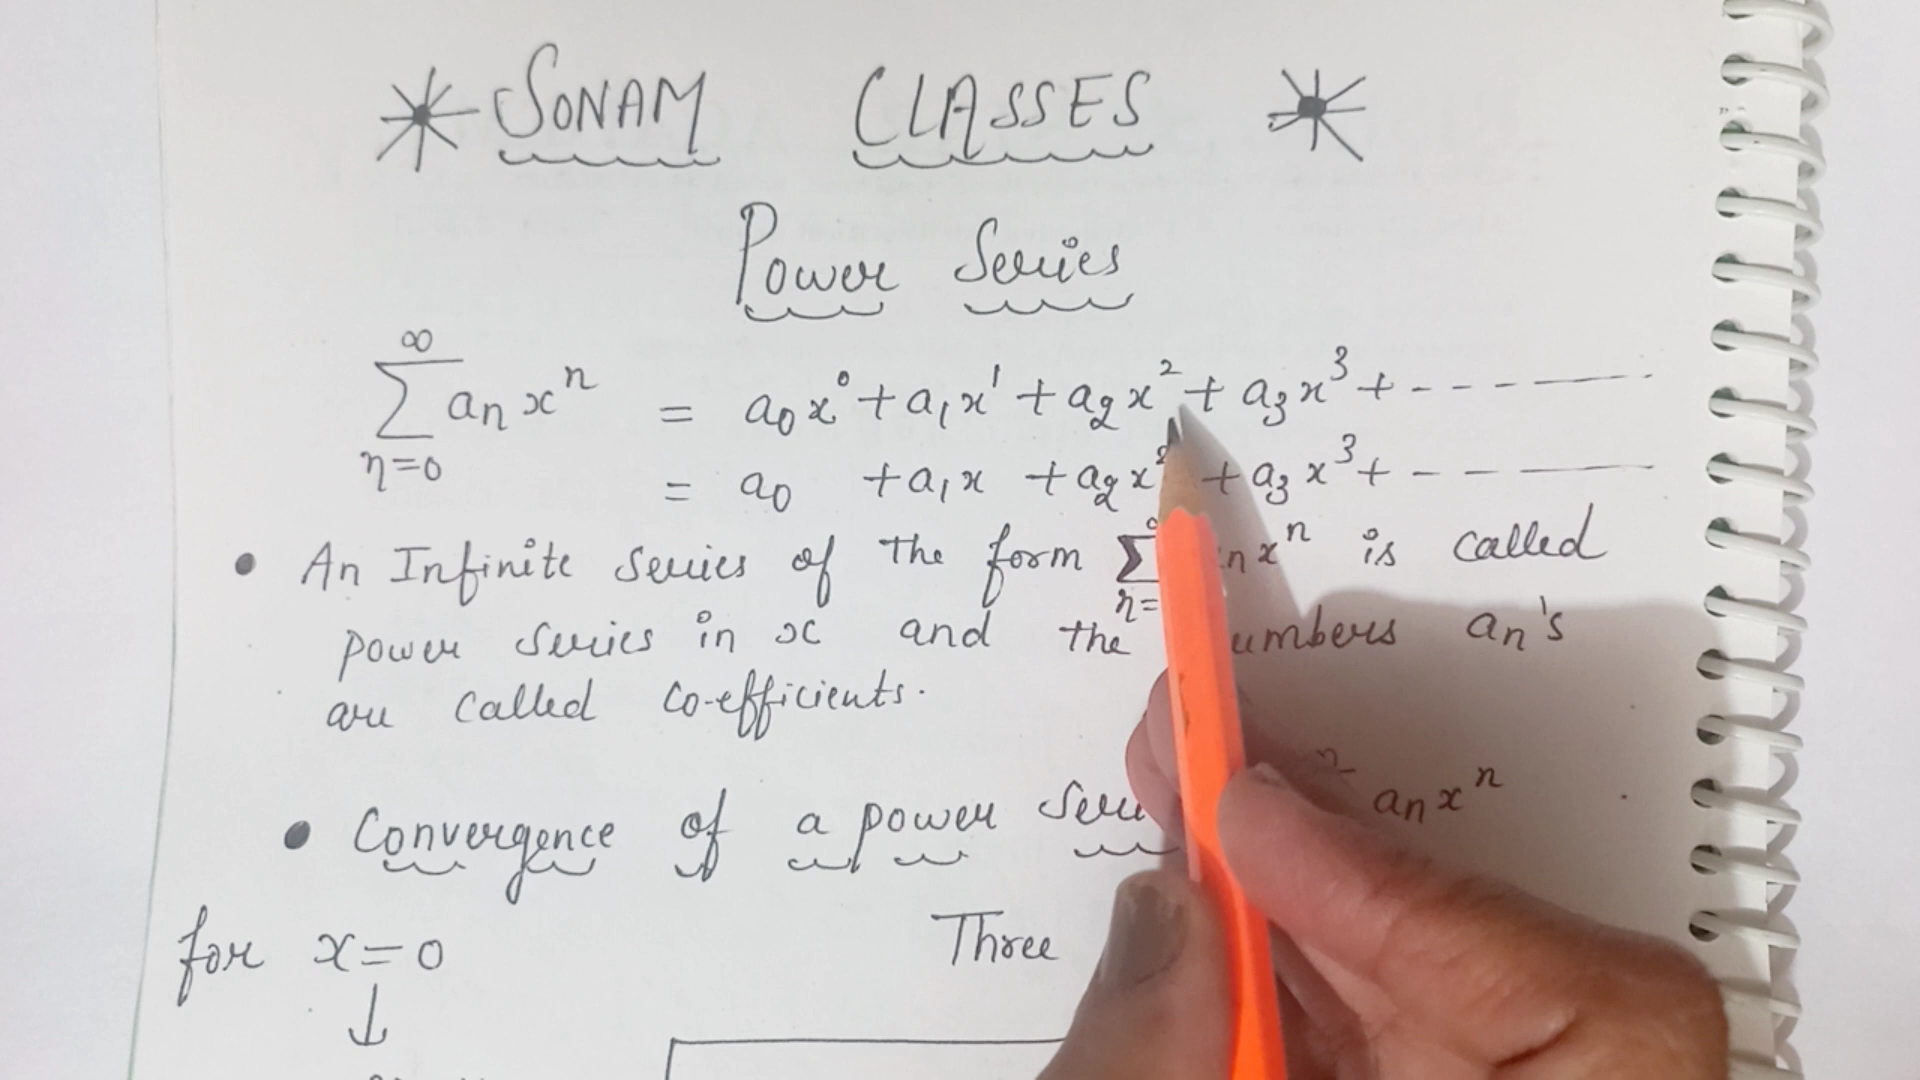 SONAM CLASSES
Power Series
∞
∑ aₙxⁿ = a₀x⁰ + a₁x¹ + a₂x² + a₃x³ + -----
n=0
= a₀ + a₁x + a₂x² + a₃x³ + -----
• An Infinite series of the form ∑ xⁿ is called
power series in x and the aₙ's
are called co-efficients.
• Convergence of a power aₙxⁿ
for x=0 Three
↓